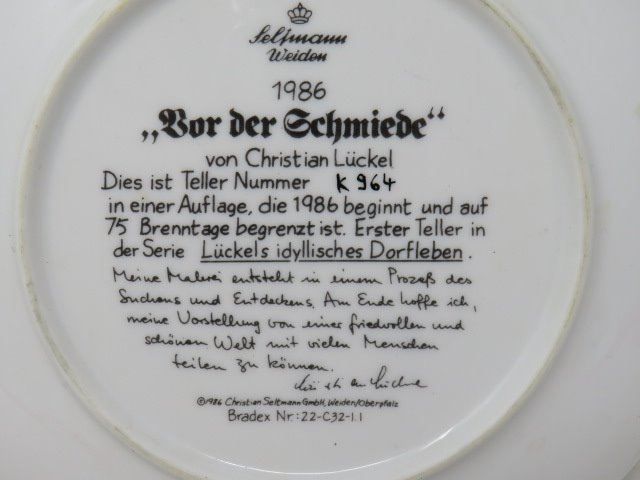 Seltmann
Weiden
1986
„Vor der Schmiede“
von Christian Lückel
Dies ist Teller Nummer K 964
in einer Auflage, die 1986 beginnt und auf
75 Brenntage begrenzt ist. Erster Teller in
der Serie Lückels idyllisches Dorfleben.
Meine Malerei entsteht in einem Prozeß des
Suchens und Entdeckens. Am Ende hoffe ich,
meine Vorstellung von einer friedvollen und
schönen Welt mit vielen Menschen
teilen zu können.
Christian Lückel
©1986 Christian Seltmann GmbH, Weiden/Oberpfalz
Bradex Nr.: 22-C32-1.1